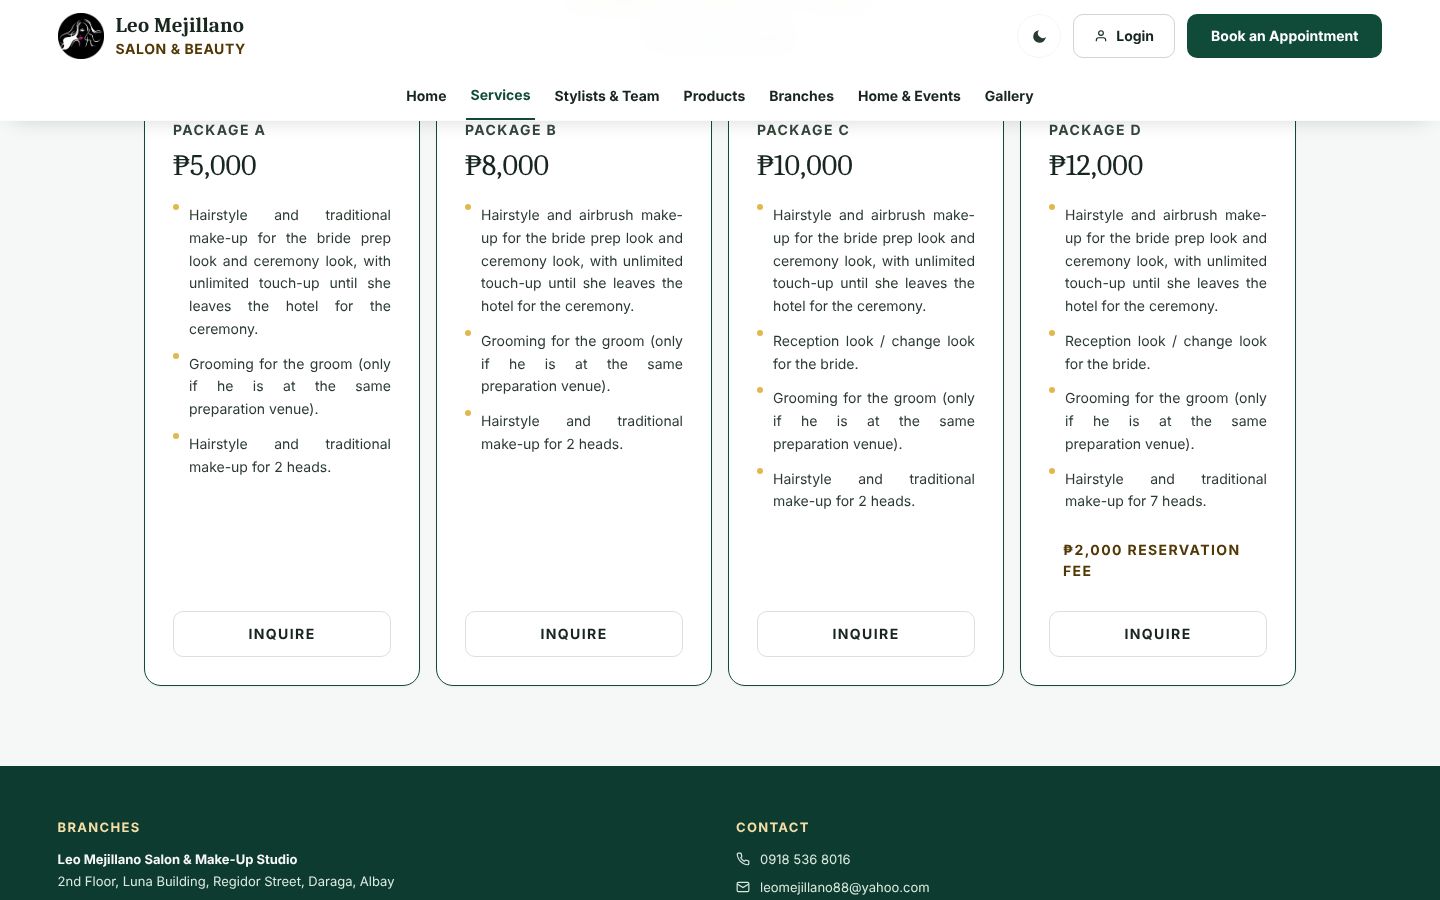 Leo Mejillano
SALON & BEAUTY
Login
Book an Appointment
Home
Services
Stylists & Team
Products
Branches
Home & Events
Gallery
PACKAGE A
₱5,000
Hairstyle and traditional
make-up for the bride prep
look and ceremony look, with
unlimited touch-up until she
leaves the hotel for the
ceremony.
Grooming for the groom (only
if he is at the same
preparation venue).
Hairstyle and traditional
make-up for 2 heads.
INQUIRE
PACKAGE B
₱8,000
Hairstyle and airbrush make-
up for the bride prep look and
ceremony look, with unlimited
touch-up until she leaves the
hotel for the ceremony.
Grooming for the groom (only
if he is at the same
preparation venue).
Hairstyle and traditional
make-up for 2 heads.
INQUIRE
PACKAGE C
₱10,000
Hairstyle and airbrush make-
up for the bride prep look and
ceremony look, with unlimited
touch-up until she leaves the
hotel for the ceremony.
Reception look / change look
for the bride.
Grooming for the groom (only
if he is at the same
preparation venue).
Hairstyle and traditional
make-up for 2 heads.
INQUIRE
PACKAGE D
₱12,000
Hairstyle and airbrush make-
up for the bride prep look and
ceremony look, with unlimited
touch-up until she leaves the
hotel for the ceremony.
Reception look / change look
for the bride.
Grooming for the groom (only
if he is at the same
preparation venue).
Hairstyle and traditional
make-up for 7 heads.
₱2,000 RESERVATION
FEE
INQUIRE
BRANCHES
Leo Mejillano Salon & Make-Up Studio
2nd Floor, Luna Building, Regidor Street, Daraga, Albay
CONTACT
0918 536 8016
leomejillano88@yahoo.com